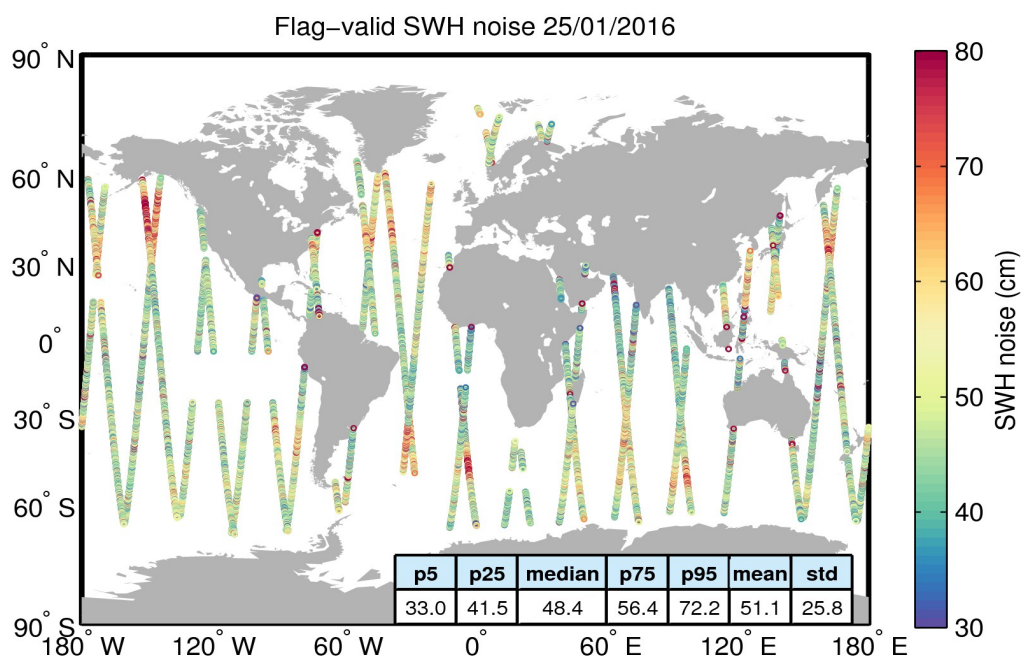 Flag−valid SWH noise 25/01/2016
90° N
60° N
30° N
0°
30° S
60° S
90° S
180° W
120° W
60° W
0°
60° E
120° E
180° E
p5 p25 median p75 p95 mean std
33.0 41.5 48.4 56.4 72.2 51.1 25.8
80
70
60
50
40
30
SWH noise (cm)